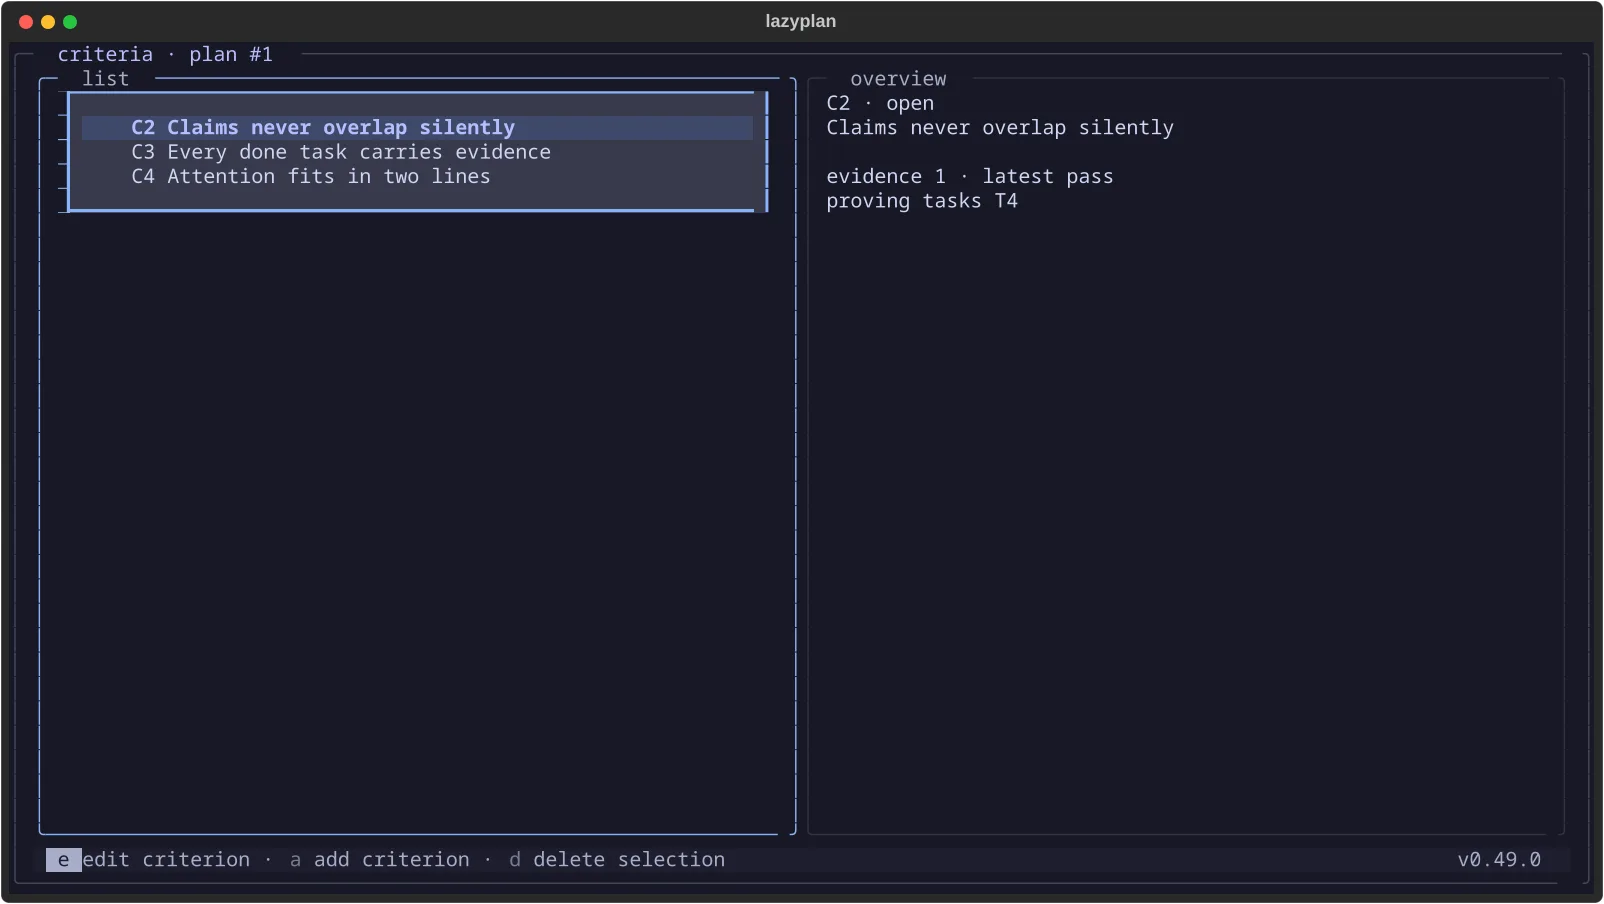 lazyplan
criteria · plan #1
list
C2 Claims never overlap silently
C3 Every done task carries evidence
C4 Attention fits in two lines
overview
C2 · open
Claims never overlap silently
evidence 1 · latest pass
proving tasks T4
e edit criterion · a add criterion · d delete selection
v0.49.0